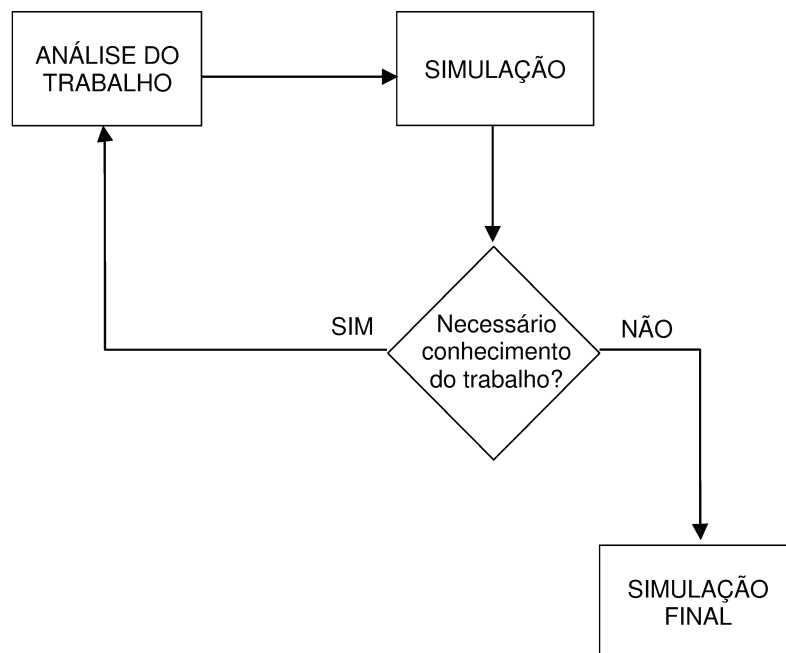 ANÁLISE DO
TRABALHO
SIMULAÇÃO
SIM
Necessário
conhecimento
do trabalho?
NÃO
SIMULAÇÃO
FINAL